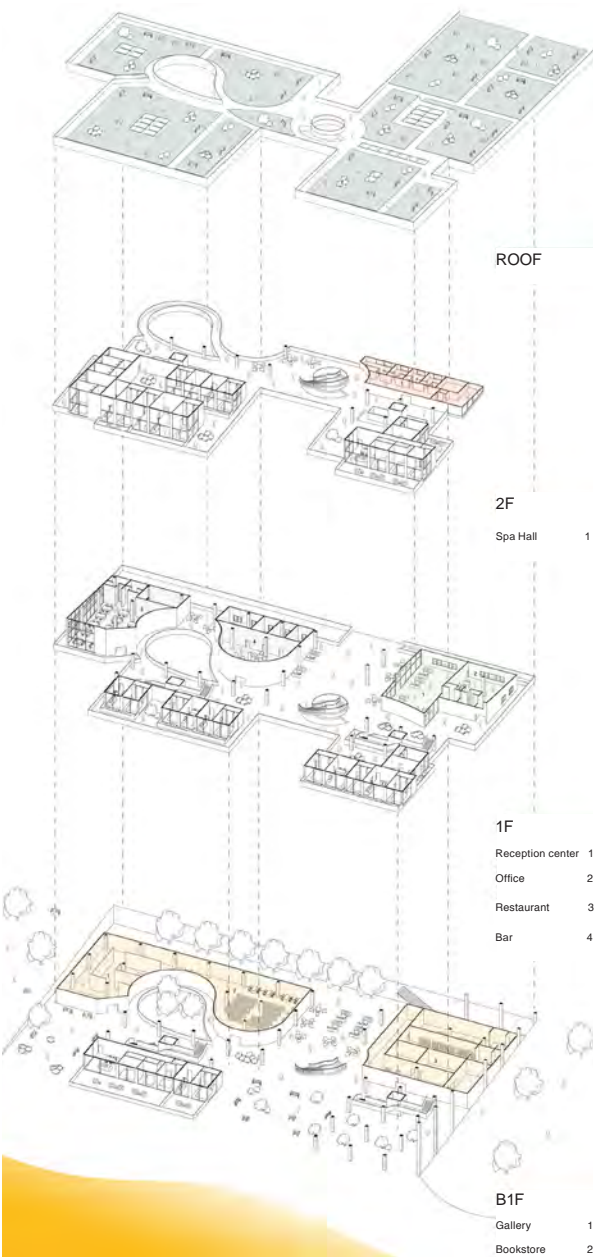 ROOF
2F
Spa Hall 1
1F
Reception center 1
Office 2
Restaurant 3
Bar 4
B1F
Gallery 1
Bookstore 2